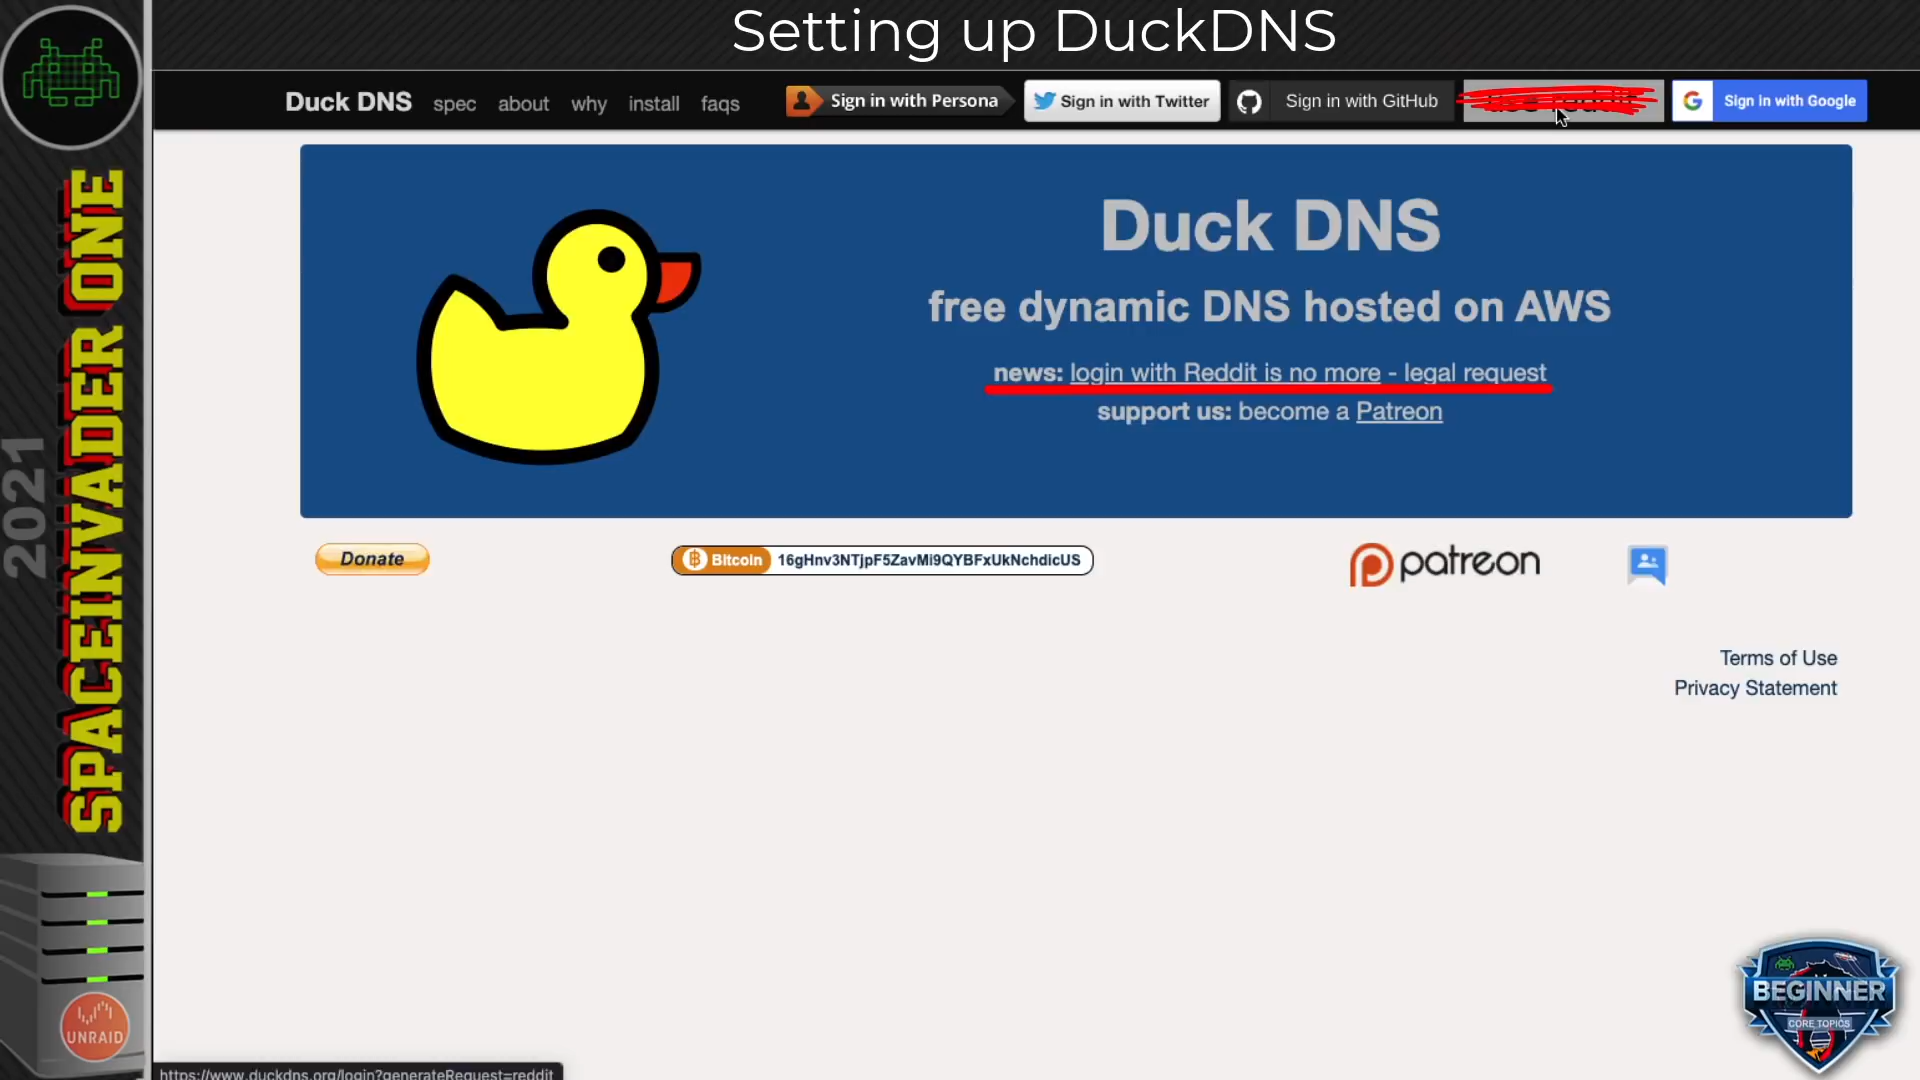 Setting up DuckDNS
Duck DNS spec about why install faqs
Sign in with Persona
Sign in with Twitter
Sign in with GitHub
Sign in with Google
Duck DNS
free dynamic DNS hosted on AWS
news: login with Reddit is no more - legal request
support us: become a Patreon
Donate
Bitcoin 16gHnv3NTjpF5ZavMi9QYBFxUkNchdicUS
patreon
Terms of Use
Privacy Statement
2021
SPACEINVADER ONE
UNRAID
BEGINNER
CORE TOPICS
https://www.duckdns.org/login?generateRequest=reddit